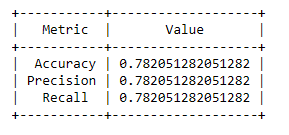 +-----------+-------------------+
|   Metric  |       Value       |
+-----------+-------------------+
|  Accuracy | 0.782051282051282 |
| Precision | 0.782051282051282 |
|   Recall  | 0.782051282051282 |
+-----------+-------------------+